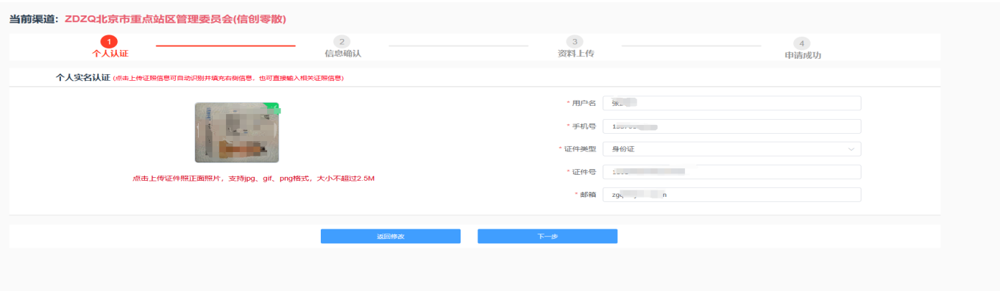 当前渠道：ZDZQ北京市重点站区管理委员会(信创零散)
1
个人认证
2
信息确认
3
资料上传
4
申请成功
个人实名认证 (点击上传证照信息可自动识别并填充右侧信息，也可直接输入相关证照信息)
* 用户名 张
* 手机号
* 证件类型 身份证
* 证件号
* 邮箱
点击上传证件照正面照片，支持jpg、gif、png格式，大小不超过2.5M
返回修改
下一步